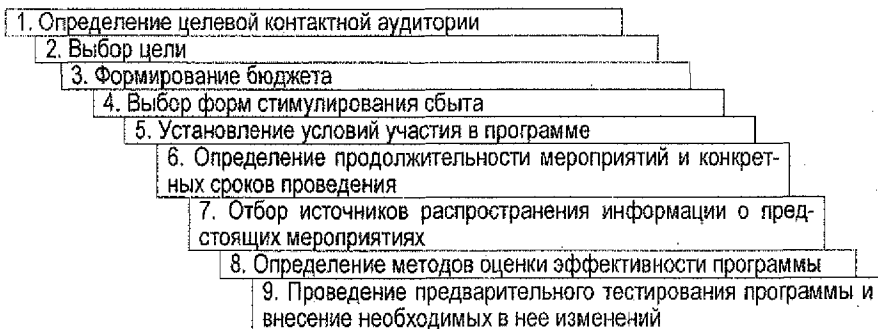 1. Определение целевой контактной аудитории
2. Выбор цели
3. Формирование бюджета
4. Выбор форм стимулирования сбыта
5. Установление условий участия в программе
6. Определение продолжительности мероприятий и конкрет-
ных сроков проведения
7. Отбор источников распространения информации о пред-
стоящих мероприятиях
8. Определение методов оценки эффективности программы
9. Проведение предварительного тестирования программы и
внесение необходимых в нее изменений